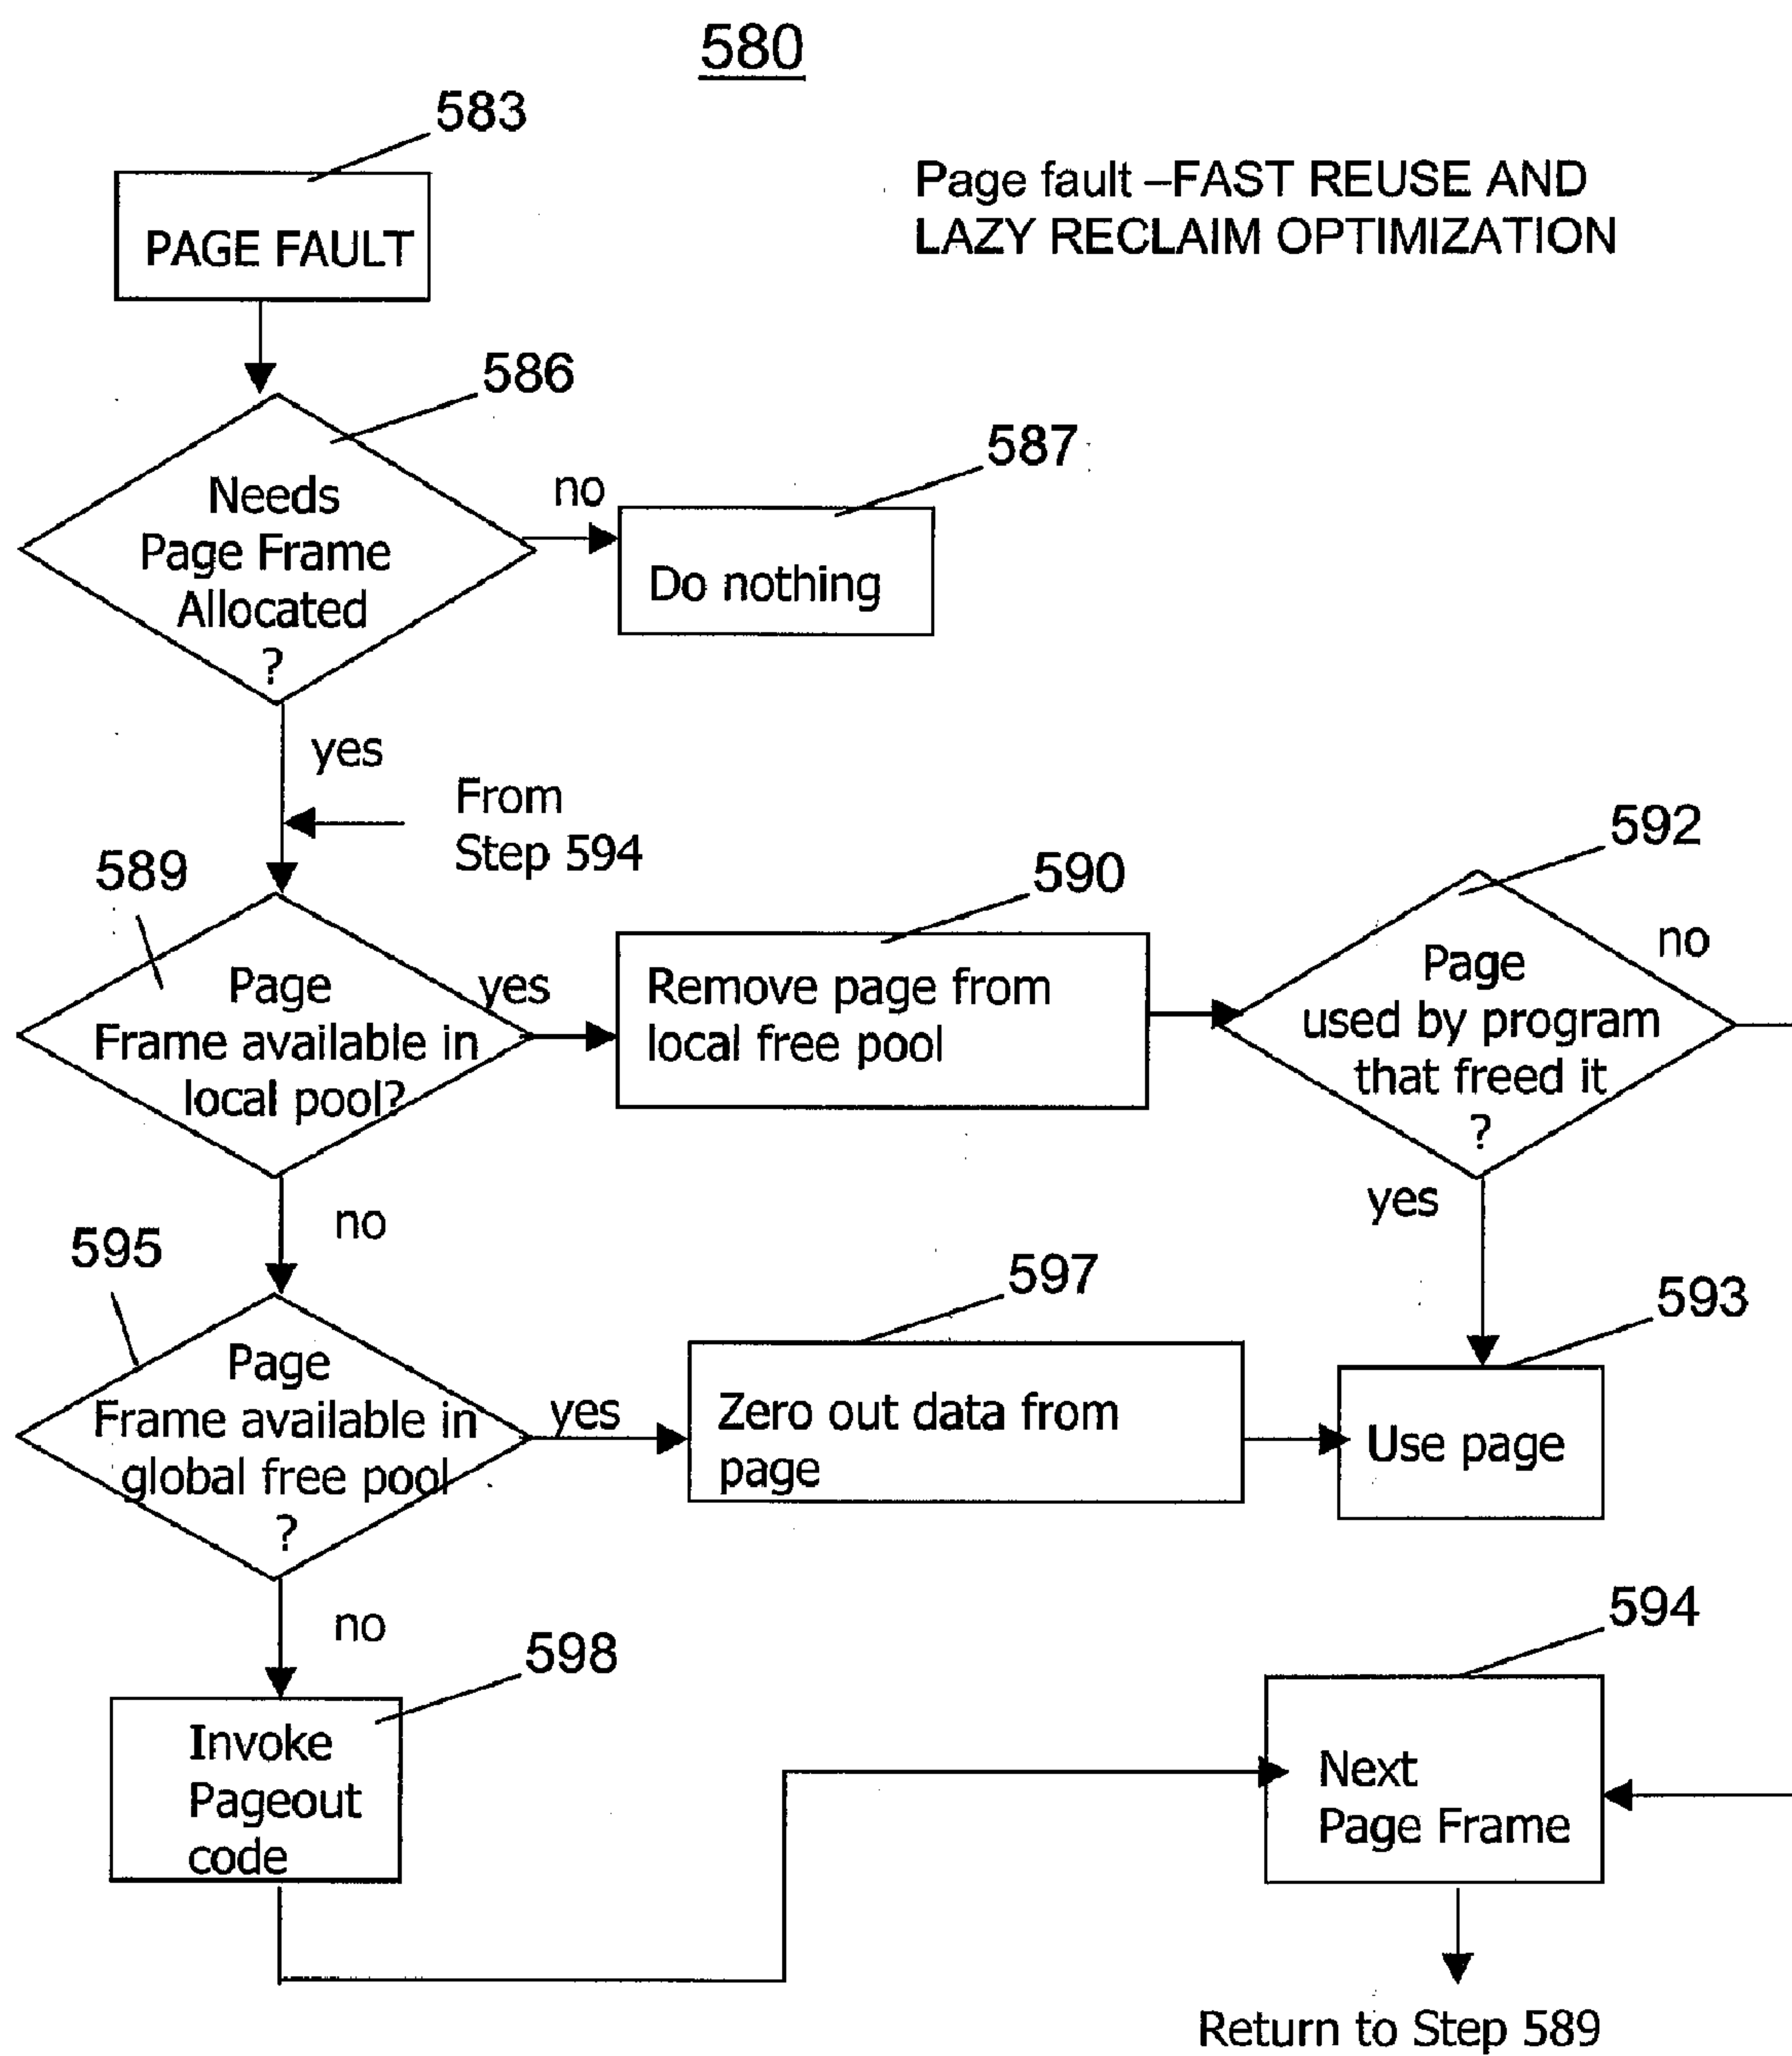 580
583
Page fault –FAST REUSE AND
LAZY RECLAIM OPTIMIZATION
PAGE FAULT
586
Needs
Page Frame
Allocated
?
no
587
Do nothing
yes
From
Step 594
589
Page
Frame available in
local pool?
yes
590
Remove page from
local free pool
592
Page
used by program
that freed it
?
no
yes
no
595
Page
Frame available in
global free pool
?
yes
597
Zero out data from
page
593
Use page
no
598
Invoke
Pageout
code
594
Next
Page Frame
Return to Step 589